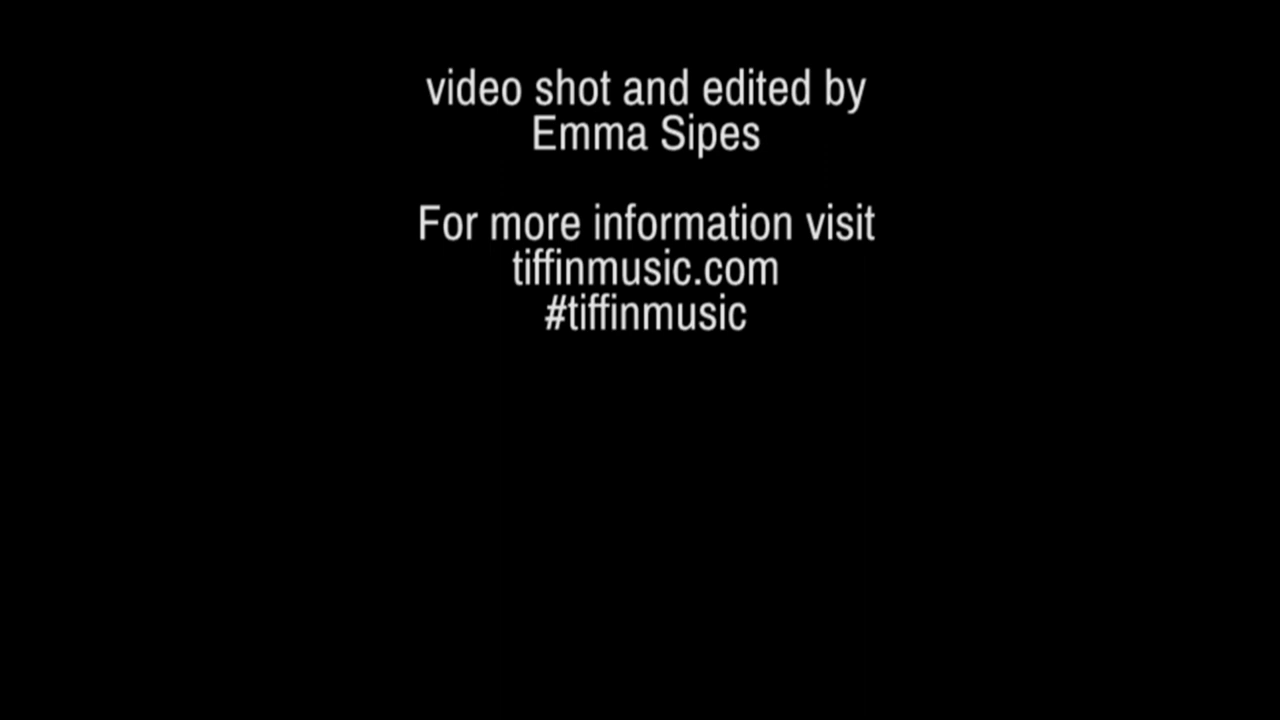 video shot and edited by
Emma Sipes
For more information visit
tiffinmusic.com
#tiffinmusic